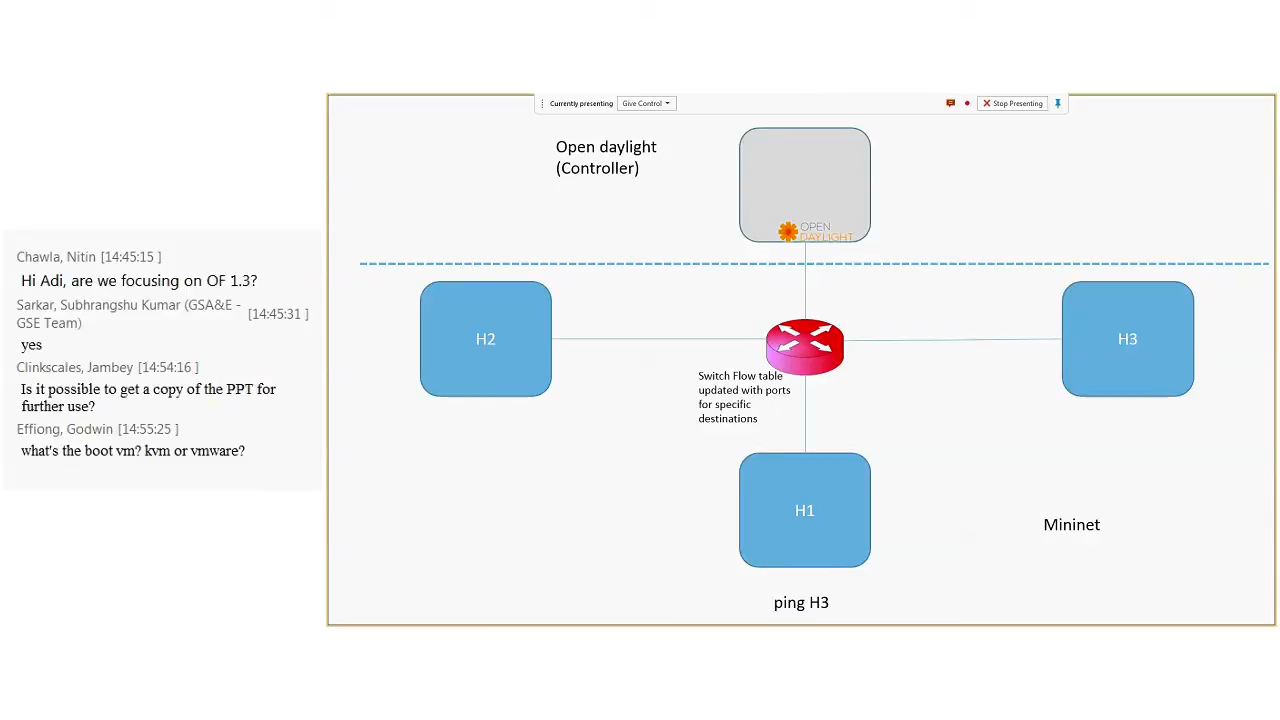 Currently presenting
Give Control
Stop Presenting
Open daylight
(Controller)
OPEN
DAYLIGHT
Chawla, Nitin [14:45:15 ]
Hi Adi, are we focusing on OF 1.3?
Sarkar, Subhrangshu Kumar (GSA&E -
GSE Team)
[14:45:31 ]
yes
Clinkscales, Jambey [14:54:16 ]
Is it possible to get a copy of the PPT for
further use?
Effiong, Godwin [14:55:25 ]
what's the boot vm? kvm or vmware?
H2
H3
Switch Flow table
updated with ports
for specific
destinations
H1
Mininet
ping H3